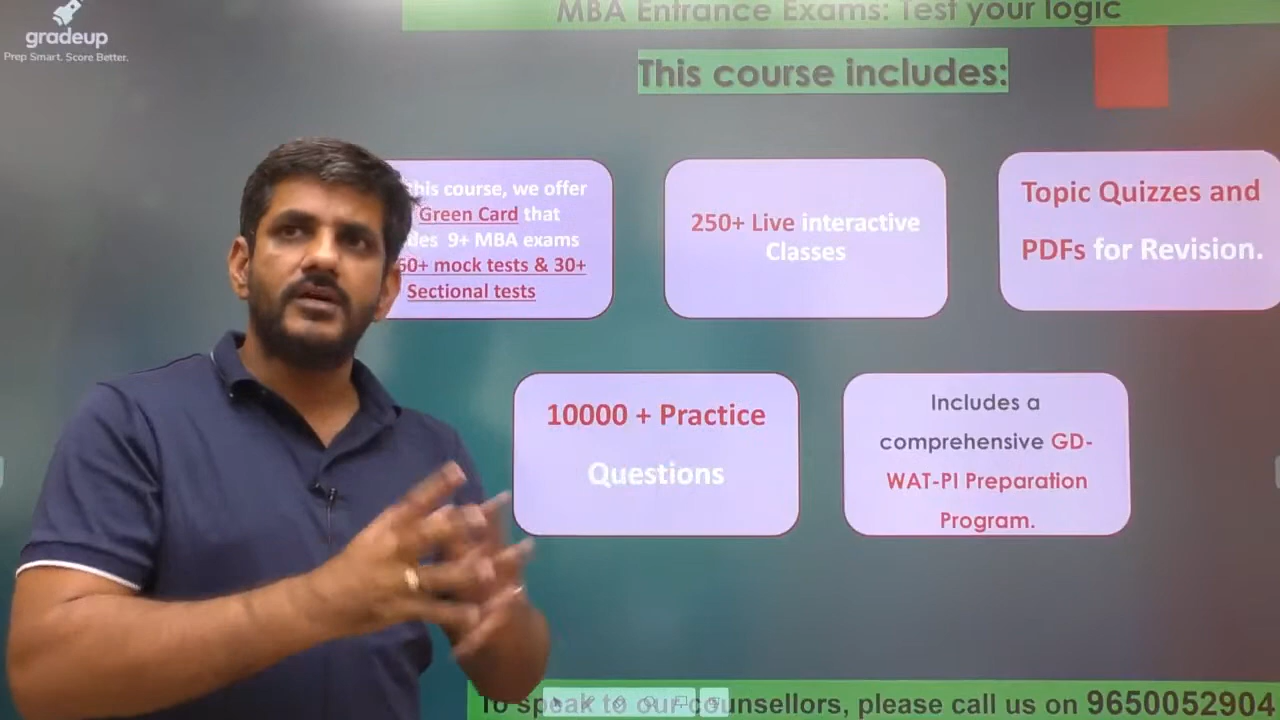 gradeup
Prep Smart. Score Better.
MBA Entrance Exams: Test your logic
This course includes:
this course, we offer
Green Card that
9+ MBA exams
50+ mock tests & 30+
Sectional tests
250+ Live interactive
Classes
Topic Quizzes and
PDFs for Revision.
10000 + Practice
Questions
Includes a
comprehensive GD-
WAT-PI Preparation
Program.
To speak to our counsellors, please call us on 9650052904